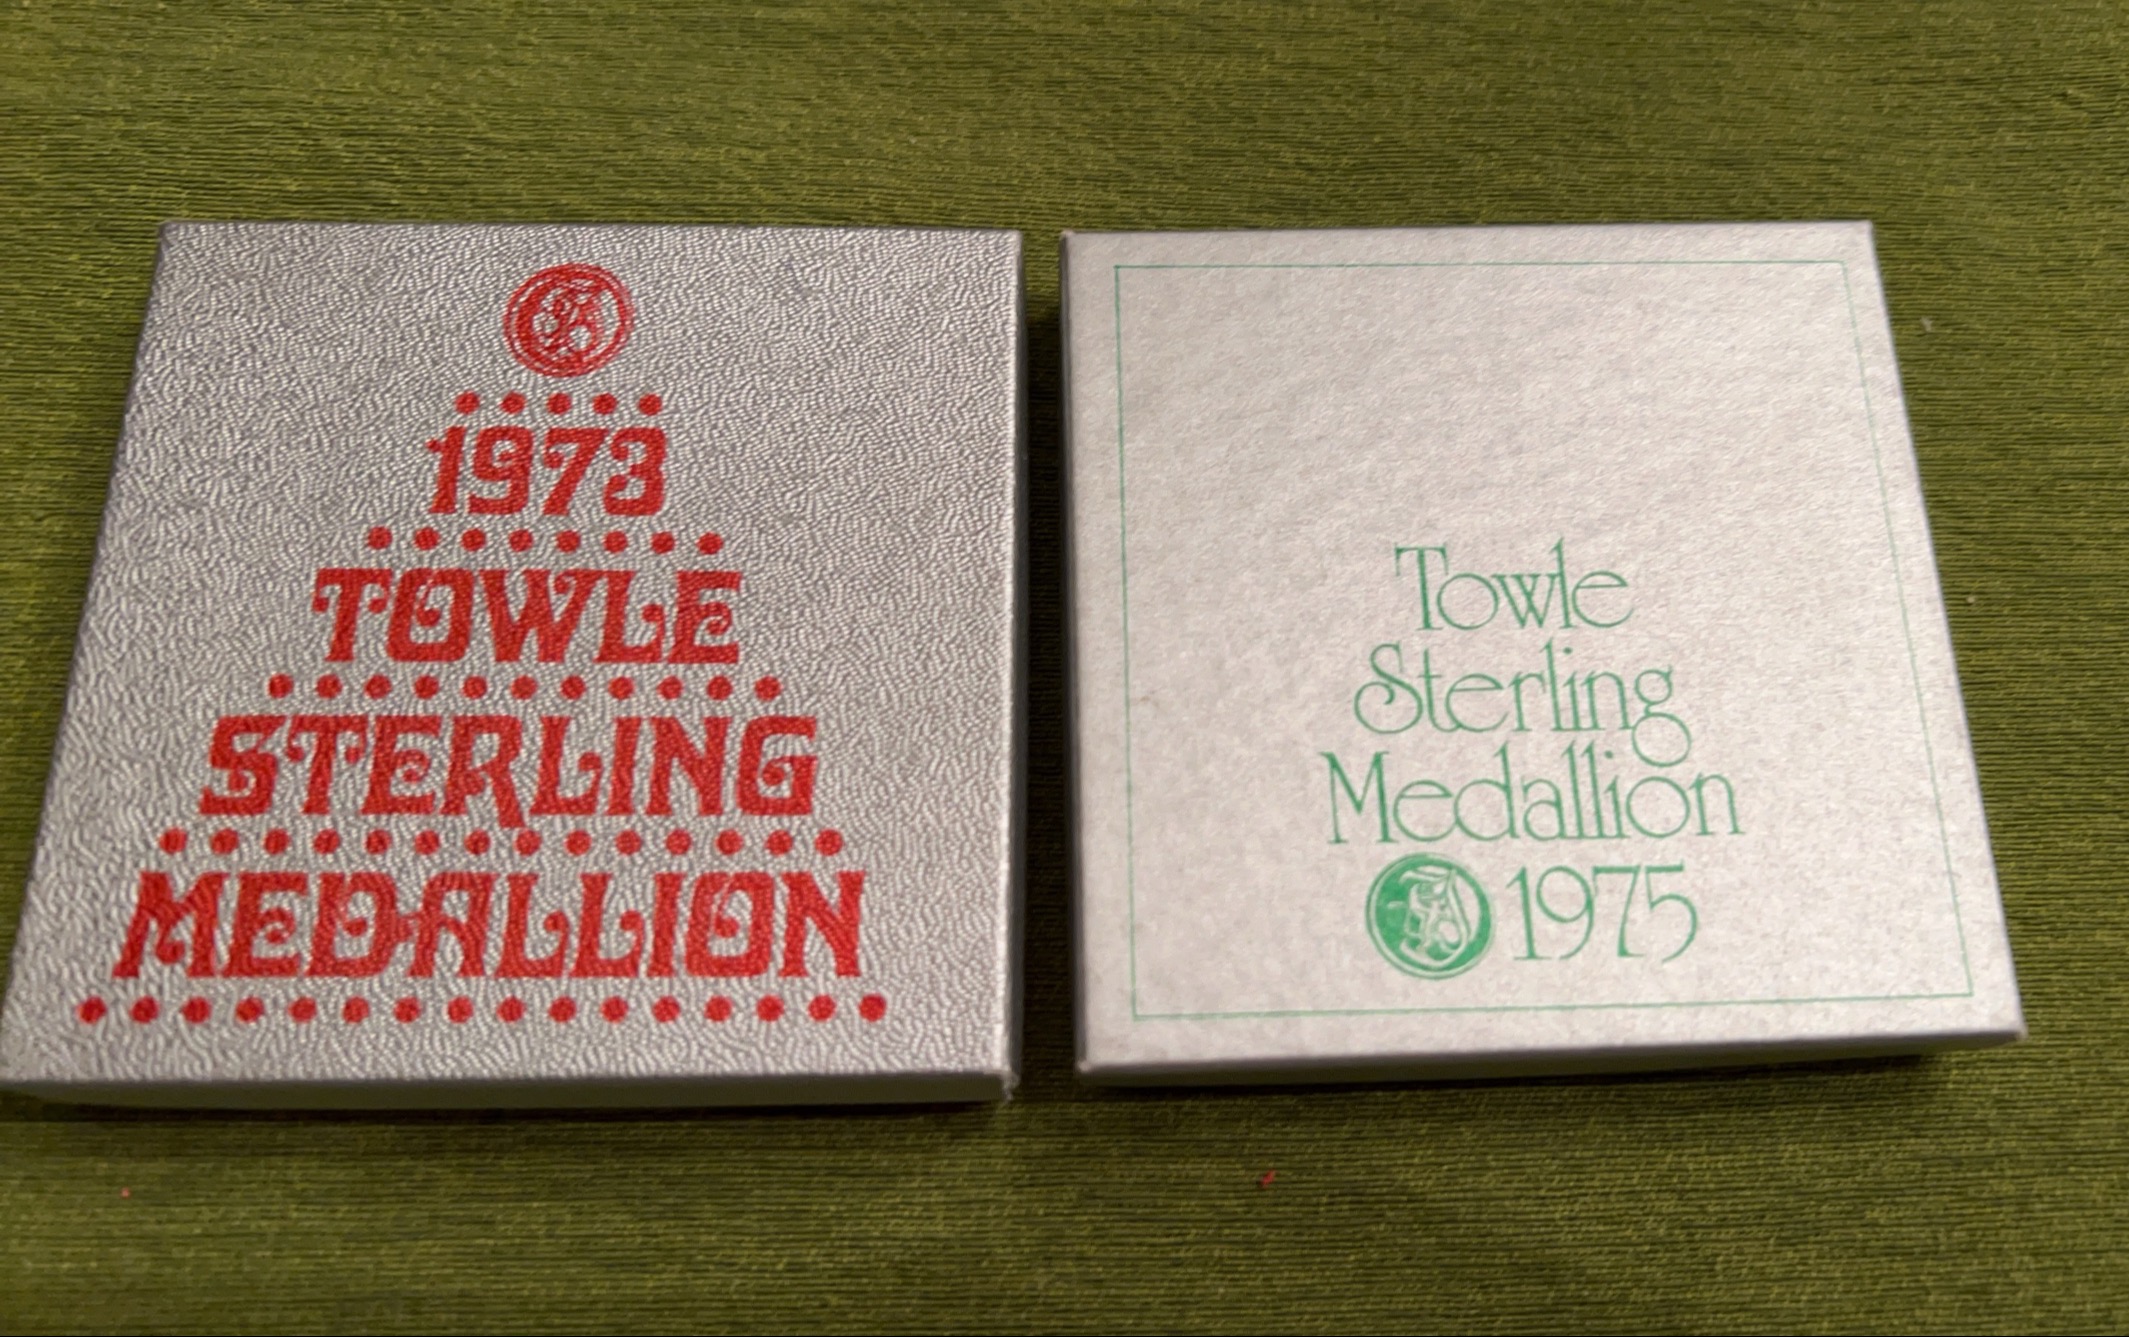 1973
TOWLE
STERLING
MEDALLION
Towle
Sterling
Medallion
1975